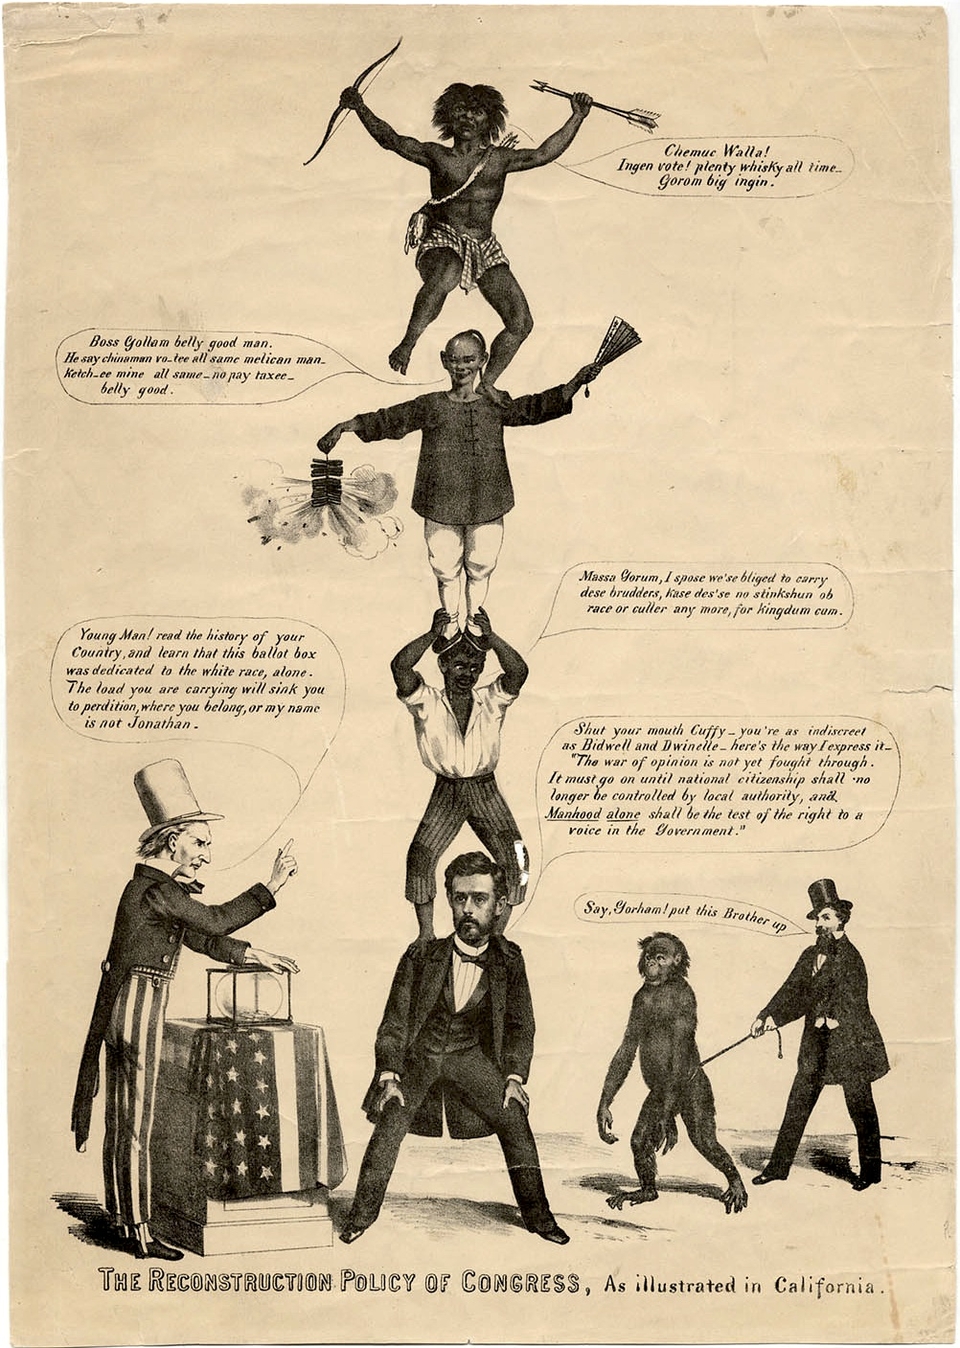 Chemuc Walla!
Ingen vote! plenty whisky all time_
Gorom big ingin.
Boss Gollam belly good man.
He say chinaman vo_tee all same melican man_
Ketch_ee mine all same_no pay taxee_
belly good.
Massa Gorum, I spose we'se bliged to carry
dese brudders, kase des'se no stinkshun ob
race or culler any more, for kingdum cum.
Young Man! read the history of your
Country, and learn that this ballot box
was dedicated to the white race, alone.
The load you are carrying will sink you
to perdition, where you belong, or my name
is not Jonathan_
Shut your mouth Cuffy_you're as indiscreet
as Bidwell and Dwinelle_here's the way I express it_
"The war of opinion is not yet fought through.
It must go on until national citizenship shall no
longer be controlled by local authority, and
Manhood alone shall be the test of the right to a
voice in the Government."
Say, Gorham! put this Brother up
THE RECONSTRUCTION POLICY OF CONGRESS, As illustrated in California.